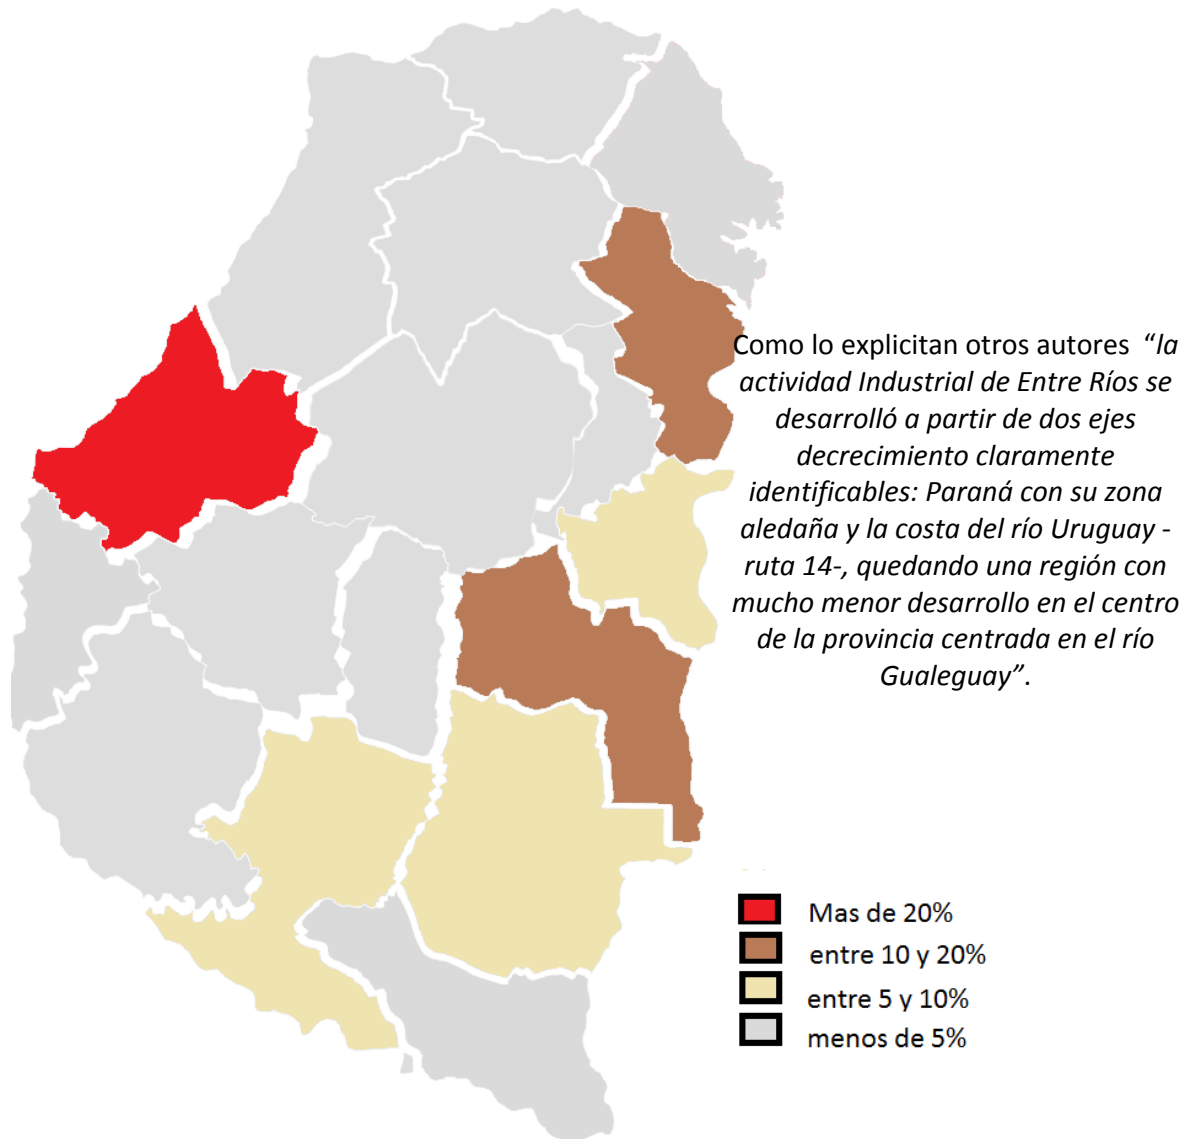 Como lo explicitan otros autores “la
actividad Industrial de Entre Ríos se
desarrolló a partir de dos ejes
decrecimiento claramente
identificables: Paraná con su zona
aledaña y la costa del río Uruguay -
ruta 14-, quedando una región con
mucho menor desarrollo en el centro
de la provincia centrada en el río
Gualeguay”.
Mas de 20%
entre 10 y 20%
entre 5 y 10%
menos de 5%